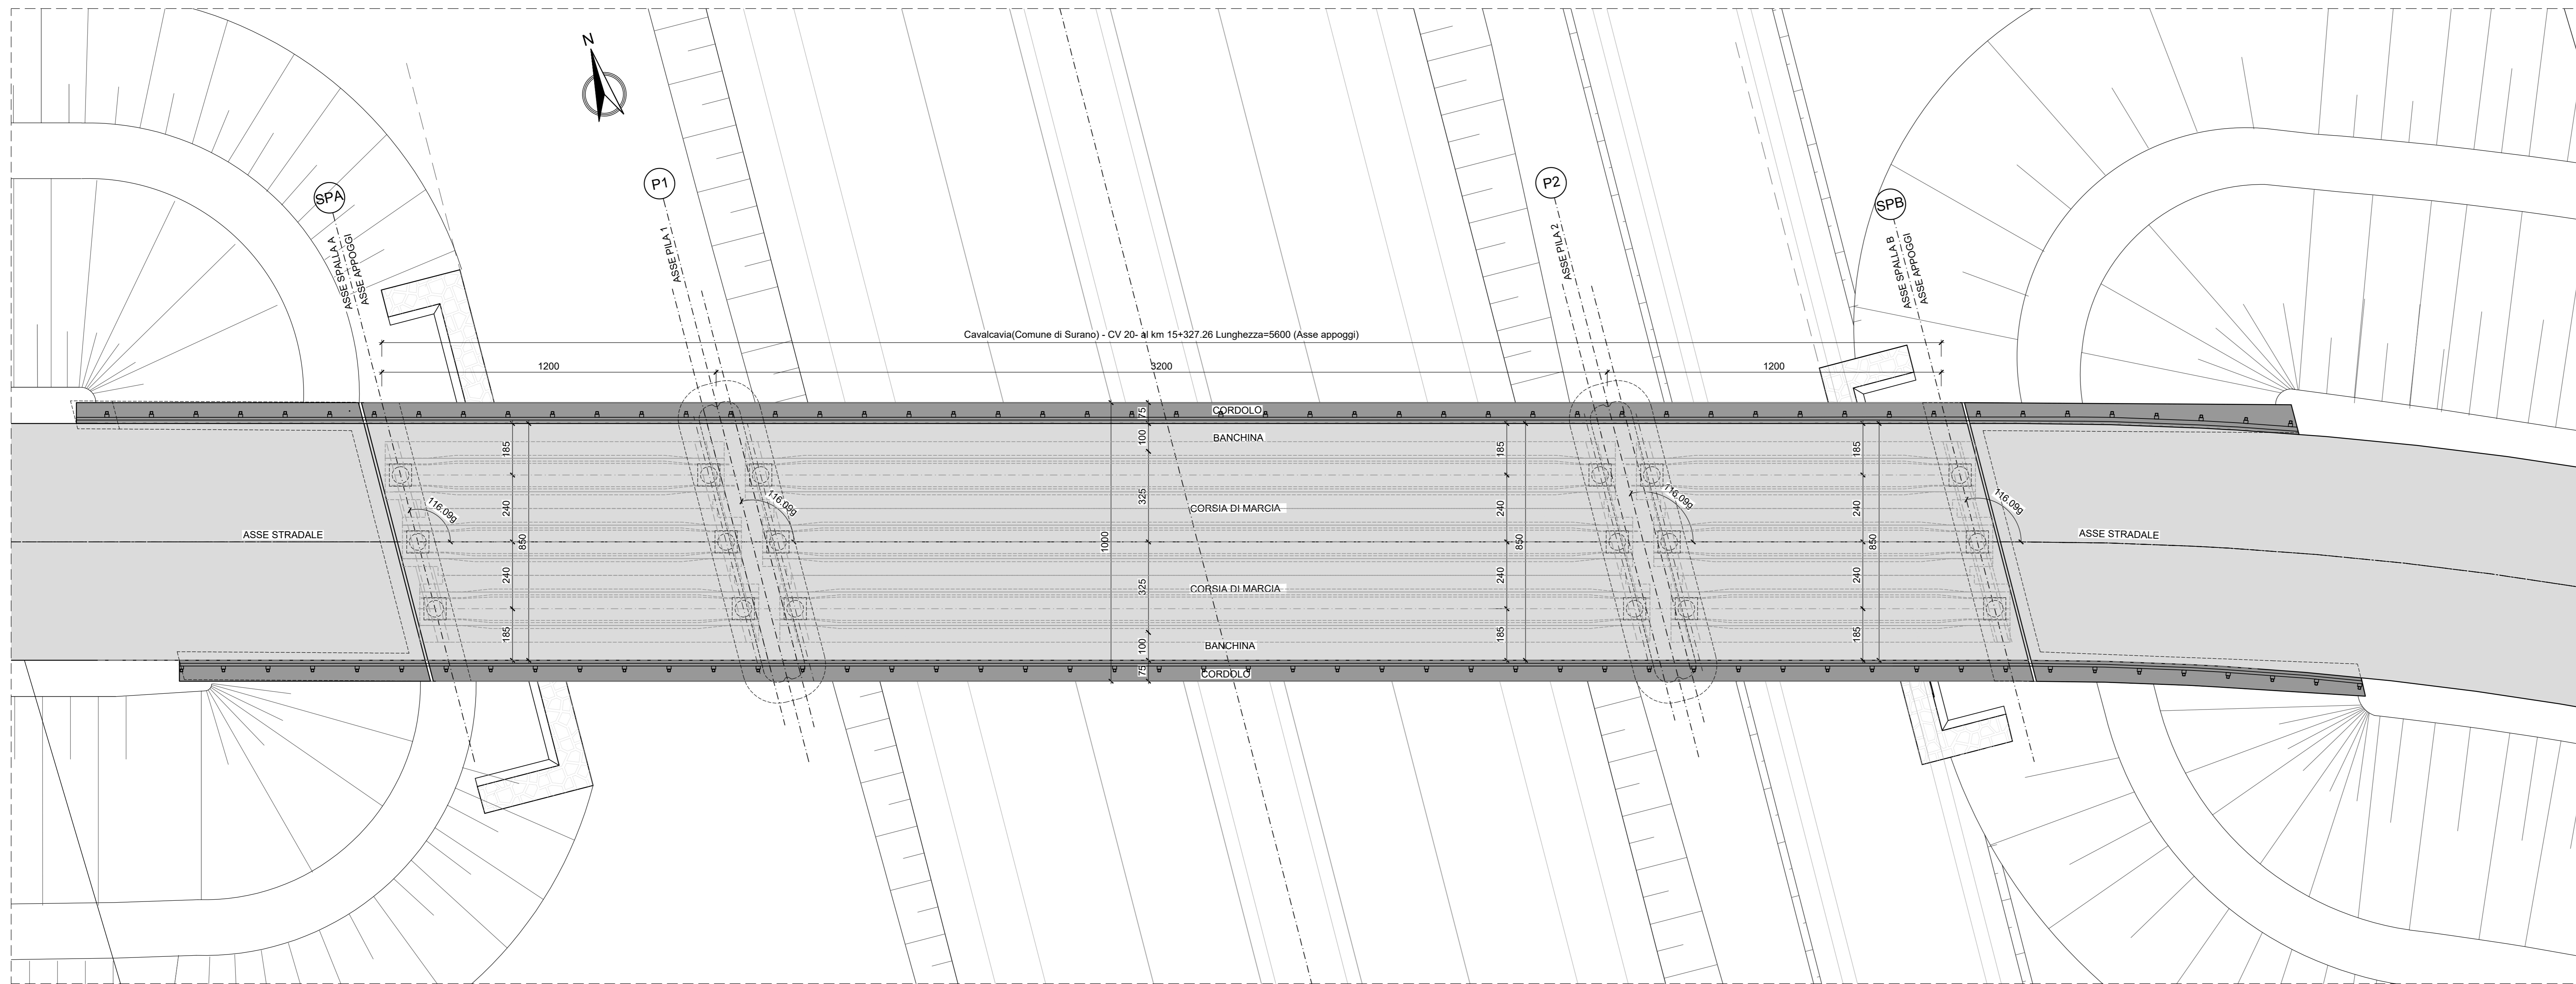 N
SPA
P1
P2
SPB
ASSE SPALLA A
ASSE APPOGGI
ASSE PILA 1
ASSE PILA 2
ASSE SPALLA B
ASSE APPOGGI
Cavalcavia(Comune di Surano) - CV 20- al km 15+327.26 Lunghezza=5600 (Asse appoggi)
1200
3200
1200
75
CORDOLO
100
BANCHINA
185
185
185
116.09g
116.09g
116.09g
116.09g
240
325
CORSIA DI MARCIA
240
240
ASSE STRADALE
850
1000
850
850
ASSE STRADALE
240
325
CORSIA DI MARCIA
240
240
185
100
BANCHINA
185
185
75
CORDOLO